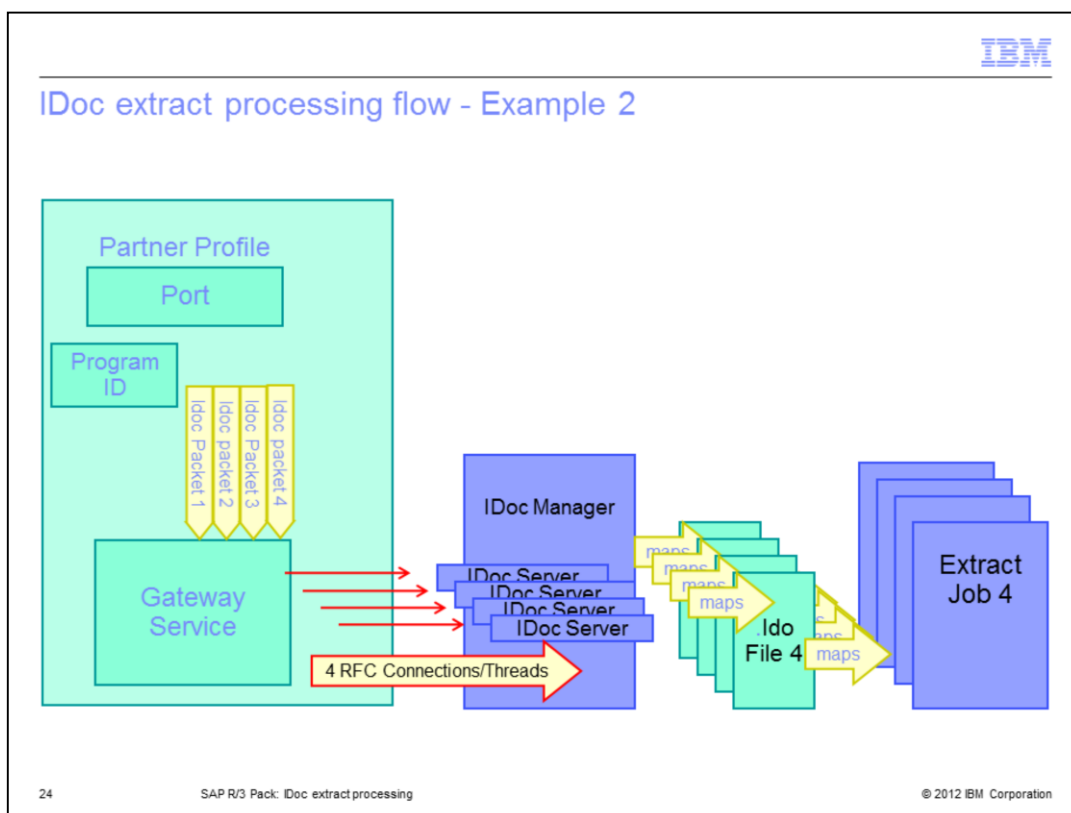 IBM
IDoc extract processing flow - Example 2
Partner Profile
Port
Program
ID
Idoc Packet 1
Idoc packet 2
Idoc Packet 3
Idoc packet 4
Gateway
Service
IDoc Manager
IDoc Server
IDoc Server
IDoc Server
IDoc Server
4 RFC Connections/Threads
maps
maps
maps
maps
.Ido
File 4
maps
maps
Extract
Job 4
24
SAP R/3 Pack: IDoc extract processing
© 2012 IBM Corporation